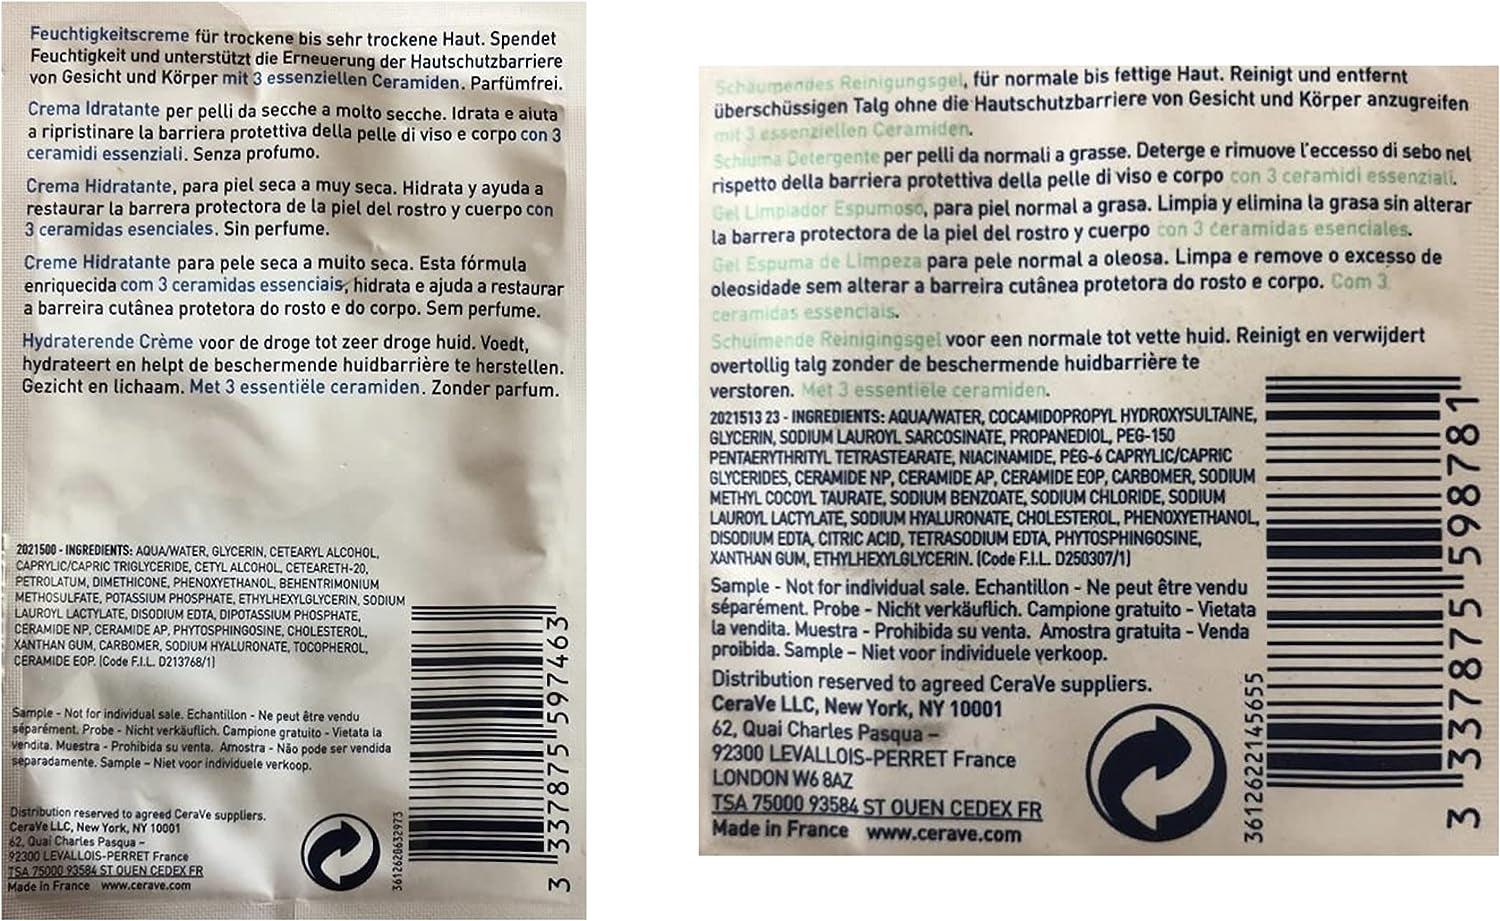 Feuchtigkeitscreme für trockene bis sehr trockene Haut. Spendet
Feuchtigkeit und unterstützt die Erneuerung der Hautschutzbarriere
von Gesicht und Körper mit 3 essenziellen Ceramiden. Parfümfrei.
Crema Idratante per pelli da secche a molto secche. Idrata e aiuta
a ripristinare la barriera protettiva della pelle di viso e corpo con 3
ceramidi essenziali. Senza profumo.
Crema Hidratante, para piel seca a muy seca. Hidrata y ayuda a
restaurar la barrera protectora de la piel del rostro y cuerpo con
3 ceramidas esenciales. Sin perfume.
Creme Hidratante para pele seca a muito seca. Esta fórmula
enriquecida com 3 ceramidas essenciais, hidrata e ajuda a restaurar
a barreira cutânea protetora do rosto e do corpo. Sem perfume.
Hydraterende Crème voor de droge tot zeer droge huid. Voedt,
hydrateert en helpt de beschermende huidbarrière te herstellen.
Gezicht en lichaam. Met 3 essentiële ceramiden. Zonder parfum.
2021500 - INGREDIENTS: AQUA/WATER, GLYCERIN, CETEARYL ALCOHOL,
CAPRYLIC/CAPRIC TRIGLYCERIDE, CETYL ALCOHOL, CETEARETH-20,
PETROLATUM, DIMETHICONE, PHENOXYETHANOL, BEHENTRIMONIUM
METHOSULFATE, POTASSIUM PHOSPHATE, ETHYLHEXYLGLYCERIN, SODIUM
LAUROYL LACTYLATE, DISODIUM EDTA, DIPOTASSIUM PHOSPHATE,
CERAMIDE NP, CERAMIDE AP, PHYTOSPHINGOSINE, CHOLESTEROL,
XANTHAN GUM, CARBOMER, SODIUM HYALURONATE, TOCOPHEROL,
CERAMIDE EOP. (Code F.I.L. D213768/1)
Sample - Not for individual sale. Echantillon - Ne peut être vendu
séparément. Probe - Nicht verkäuflich. Campione gratuito - Vietata la
vendita. Muestra - Prohibida su venta. Amostra - Não pode ser vendida
separadamente. Sample – Niet voor individuele verkoop.
Distribution reserved to agreed CeraVe suppliers.
CeraVe LLC, New York, NY 10001
62, Quai Charles Pasqua –
92300 LEVALLOIS-PERRET France
TSA 75000 93584 ST OUEN CEDEX FR
Made in France www.cerave.com
3612620632973
3 337875 597463
Schäumendes Reinigungsgel, für normale bis fettige Haut. Reinigt und entfernt
überschüssigen Talg ohne die Hautschutzbarriere von Gesicht und Körper anzugreifen
mit 3 essenziellen Ceramiden.
Schiuma Detergente per pelli da normali a grasse. Deterge e rimuove l'eccesso di sebo nel
rispetto della barriera protettiva della pelle di viso e corpo con 3 ceramidi essenziali.
Gel Limpiador Espumoso, para piel normal a grasa. Limpia y elimina la grasa sin alterar
la barrera protectora de la piel del rostro y cuerpo con 3 ceramidas esenciales.
Gel Espuma de Limpeza para pele normal a oleosa. Limpa e remove o excesso de
oleosidade sem alterar a barreira cutânea protetora do rosto e corpo. Com 3
ceramidas essenciais.
Schuimende Reinigingsgel voor een normale tot vette huid. Reinigt en verwijdert
overtollig talg zonder de beschermende huidbarrière te
verstoren. Met 3 essentiële ceramiden.
2021513 23 - INGREDIENTS: AQUA/WATER, COCAMIDOPROPYL HYDROXYSULTAINE,
GLYCERIN, SODIUM LAUROYL SARCOSINATE, PROPANEDIOL, PEG-150
PENTAERYTHRITYL TETRASTEARATE, NIACINAMIDE, PEG-6 CAPRYLIC/CAPRIC
GLYCERIDES, CERAMIDE NP, CERAMIDE AP, CERAMIDE EOP, CARBOMER, SODIUM
METHYL COCOYL TAURATE, SODIUM BENZOATE, SODIUM CHLORIDE, SODIUM
LAUROYL LACTYLATE, SODIUM HYALURONATE, CHOLESTEROL, PHENOXYETHANOL,
DISODIUM EDTA, CITRIC ACID, TETRASODIUM EDTA, PHYTOSPHINGOSINE,
XANTHAN GUM, ETHYLHEXYLGLYCERIN. (Code F.I.L. D250307/1)
Sample - Not for individual sale. Echantillon - Ne peut être vendu
séparément. Probe - Nicht verkäuflich. Campione gratuito - Vietata
la vendita. Muestra - Prohibida su venta. Amostra gratuita - Venda
proibida. Sample – Niet voor individuele verkoop.
Distribution reserved to agreed CeraVe suppliers.
CeraVe LLC, New York, NY 10001
62, Quai Charles Pasqua –
92300 LEVALLOIS-PERRET France
LONDON W6 8AZ
TSA 75000 93584 ST OUEN CEDEX FR
Made in France www.cerave.com
3612622145655
3 337875 598781